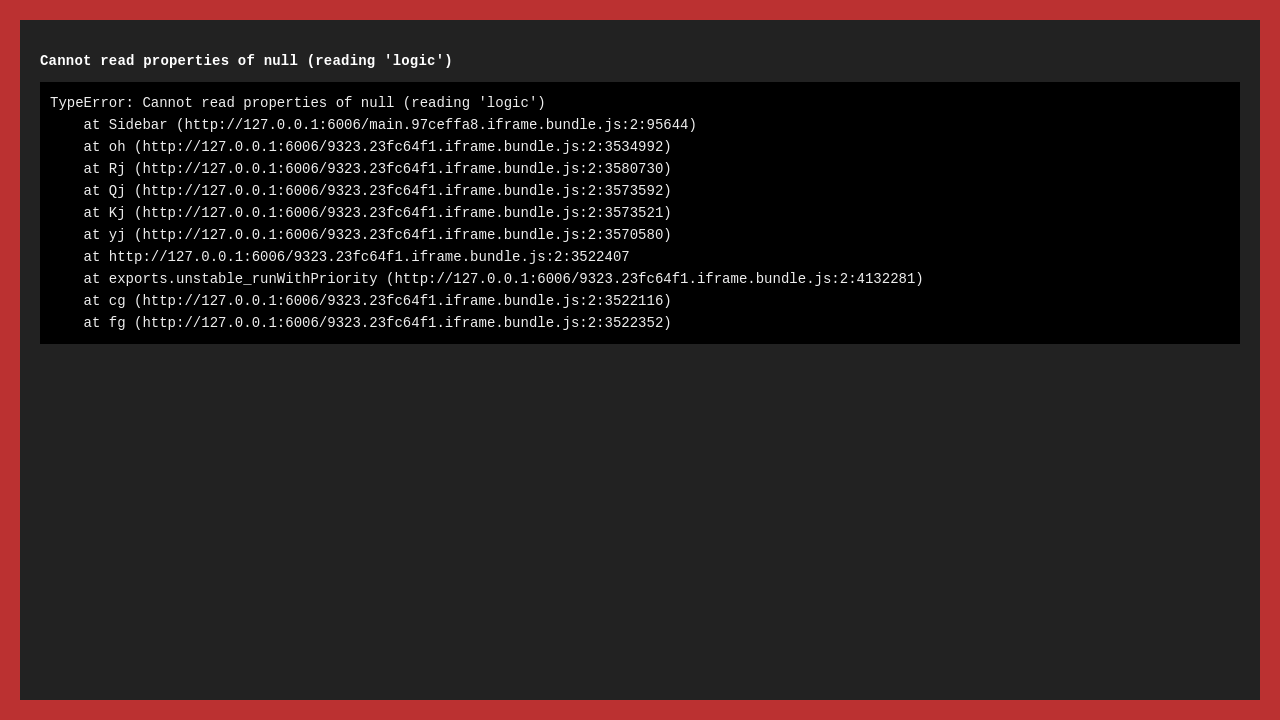 Cannot read properties of null (reading 'logic')
TypeError: Cannot read properties of null (reading 'logic')
    at Sidebar (http://127.0.0.1:6006/main.97ceffa8.iframe.bundle.js:2:95644)
    at oh (http://127.0.0.1:6006/9323.23fc64f1.iframe.bundle.js:2:3534992)
    at Rj (http://127.0.0.1:6006/9323.23fc64f1.iframe.bundle.js:2:3580730)
    at Qj (http://127.0.0.1:6006/9323.23fc64f1.iframe.bundle.js:2:3573592)
    at Kj (http://127.0.0.1:6006/9323.23fc64f1.iframe.bundle.js:2:3573521)
    at yj (http://127.0.0.1:6006/9323.23fc64f1.iframe.bundle.js:2:3570580)
    at http://127.0.0.1:6006/9323.23fc64f1.iframe.bundle.js:2:3522407
    at exports.unstable_runWithPriority (http://127.0.0.1:6006/9323.23fc64f1.iframe.bundle.js:2:4132281)
    at cg (http://127.0.0.1:6006/9323.23fc64f1.iframe.bundle.js:2:3522116)
    at fg (http://127.0.0.1:6006/9323.23fc64f1.iframe.bundle.js:2:3522352)